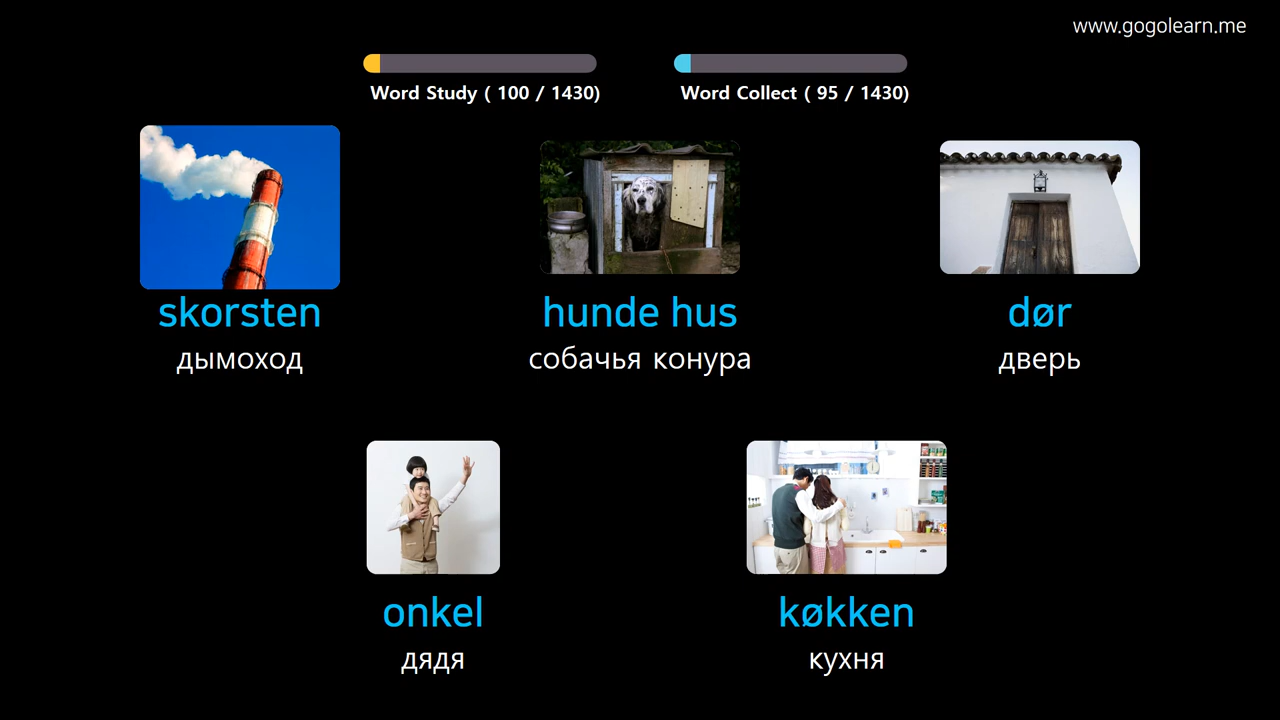 www.gogolearn.me
Word Study ( 100 / 1430)
Word Collect ( 95 / 1430)
skorsten
дымоход
hunde hus
собачья конура
dør
дверь
onkel
дядя
køkken
кухня